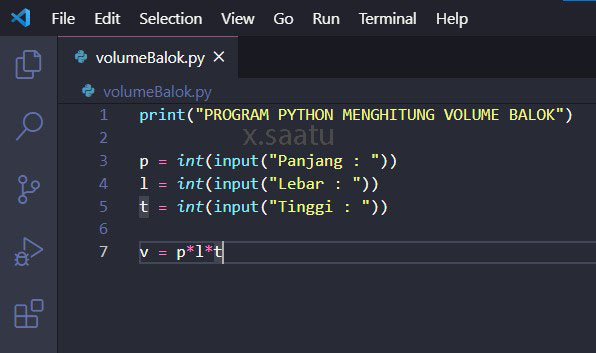 File Edit Selection View Go Run Terminal Help
volumeBalok.py
volumeBalok.py
1 print("PROGRAM PYTHON MENGHITUNG VOLUME BALOK")
x.saatu
2
3 p = int(input("Panjang : "))
4 l = int(input("Lebar : "))
5 t = int(input("Tinggi : "))
6
7 v = p*l*t